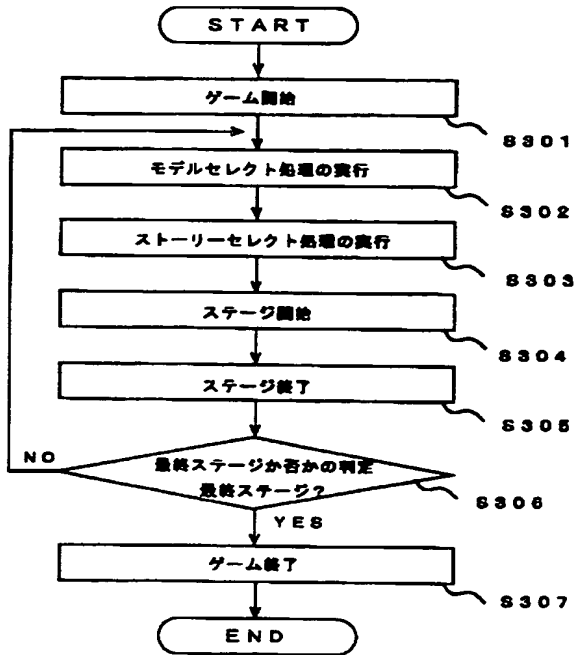 START
ゲーム開始
S301
モデルセレクト処理の実行
S302
ストーリーセレクト処理の実行
S303
ステージ開始
S304
ステージ終了
S305
NO
最終ステージか否かの判定
最終ステージ?
S306
YES
ゲーム終了
S307
END